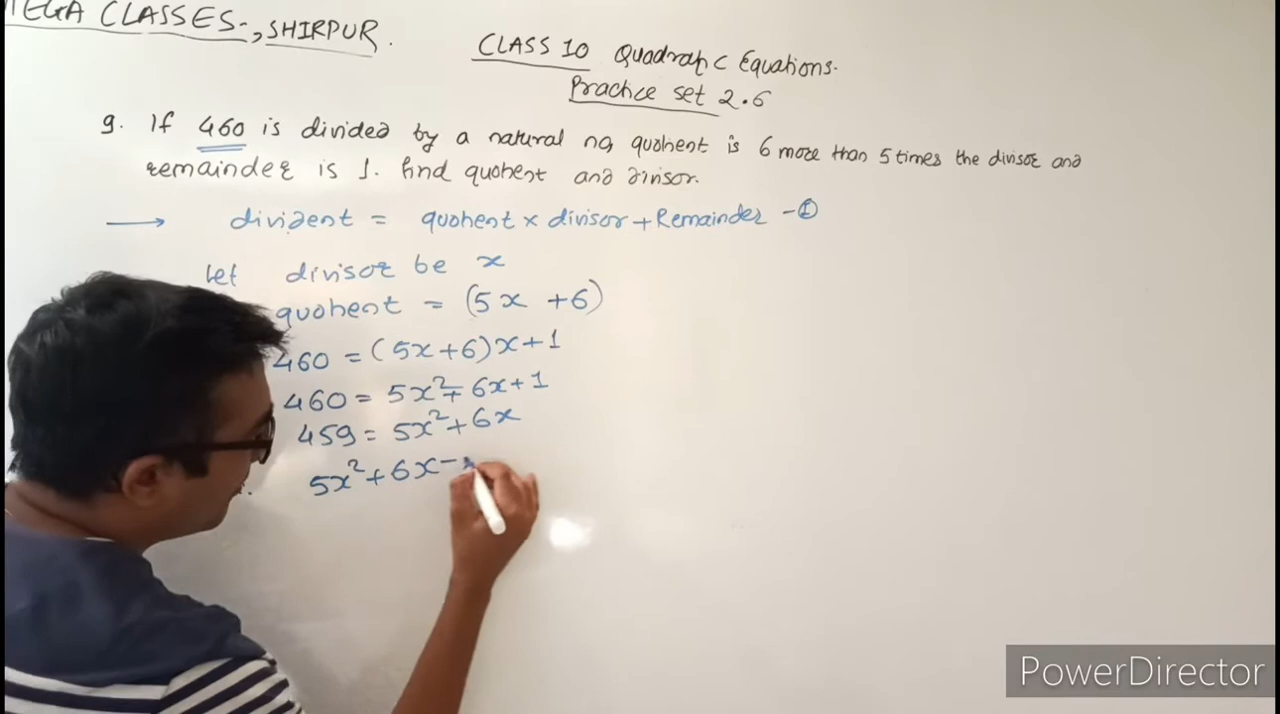 TEGA CLASSES-, SHIRPUR.
CLASS 10 Quadratic Equations.
Practice set 2.6
9. If 460 is divided by a natural no, quotient is 6 more than 5 times the divisor and
remainder is 1. find quotient and divisor.
→ divident = quotient × divisor + Remainder -①
Let divisor be x
quotient = (5x +6)
460 = (5x+6)x+1
460 = 5x²+ 6x+1
459 = 5x²+6x
5x²+6x-
PowerDirector